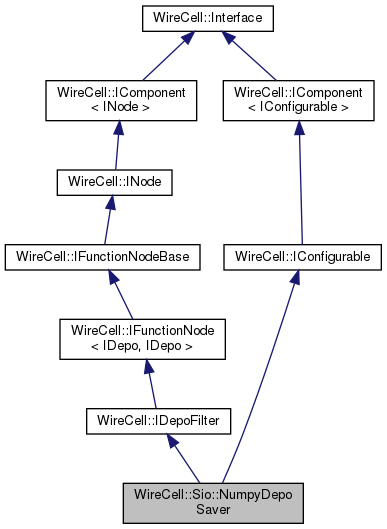 WireCell::Interface
WireCell::IComponent
< INode >
WireCell::IComponent
< IConfigurable >
WireCell::INode
WireCell::IFunctionNodeBase
WireCell::IConfigurable
WireCell::IFunctionNode
< IDepo, IDepo >
WireCell::IDepoFilter
WireCell::Sio::NumpyDepo
Saver